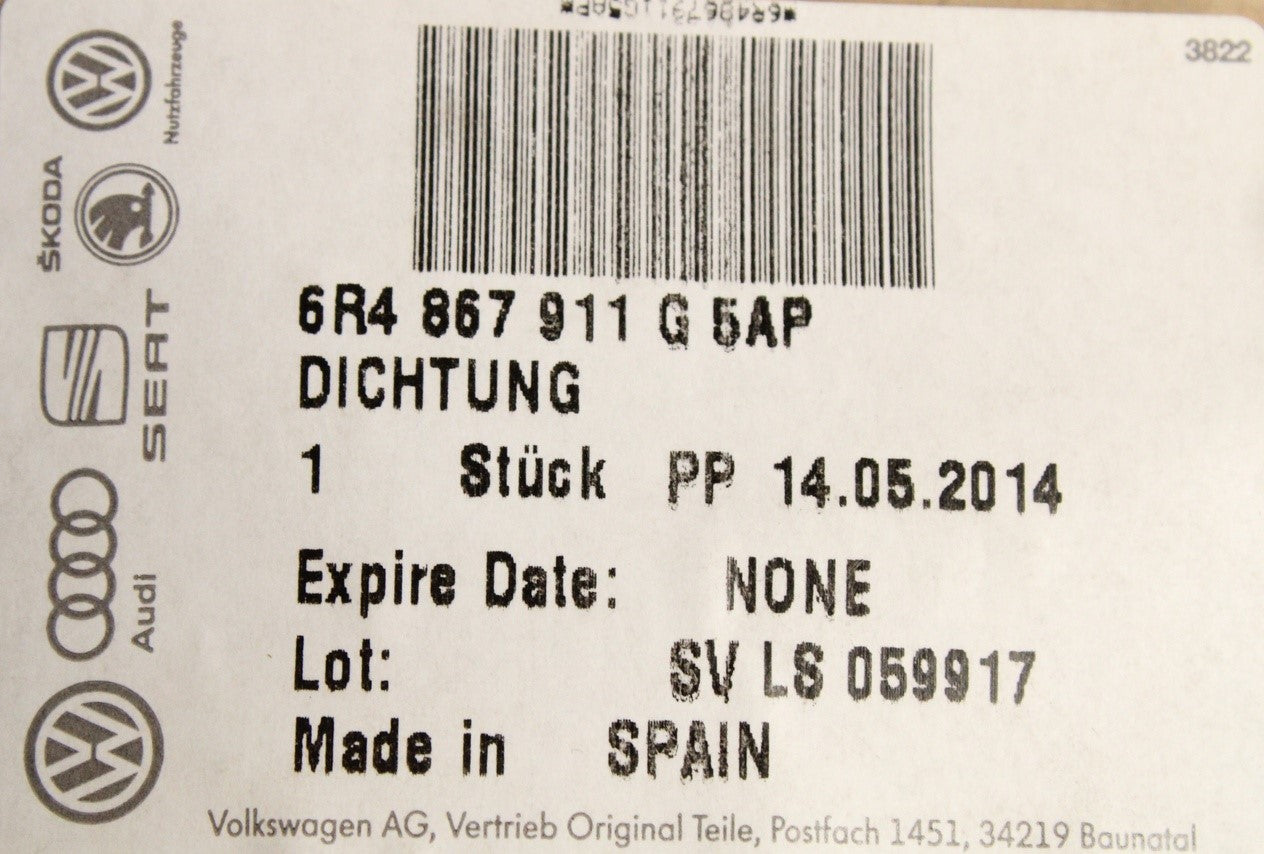 3822
Nutzfahrzeuge
ŠKODA
SEAT
Audi
6R4 867 911 G 5AP
DICHTUNG
1 Stück PP 14.05.2014
Expire Date: NONE
Lot: SV LS 059917
Made in SPAIN
Volkswagen AG, Vertrieb Original Teile, Postfach 1451, 34219 Baunatal